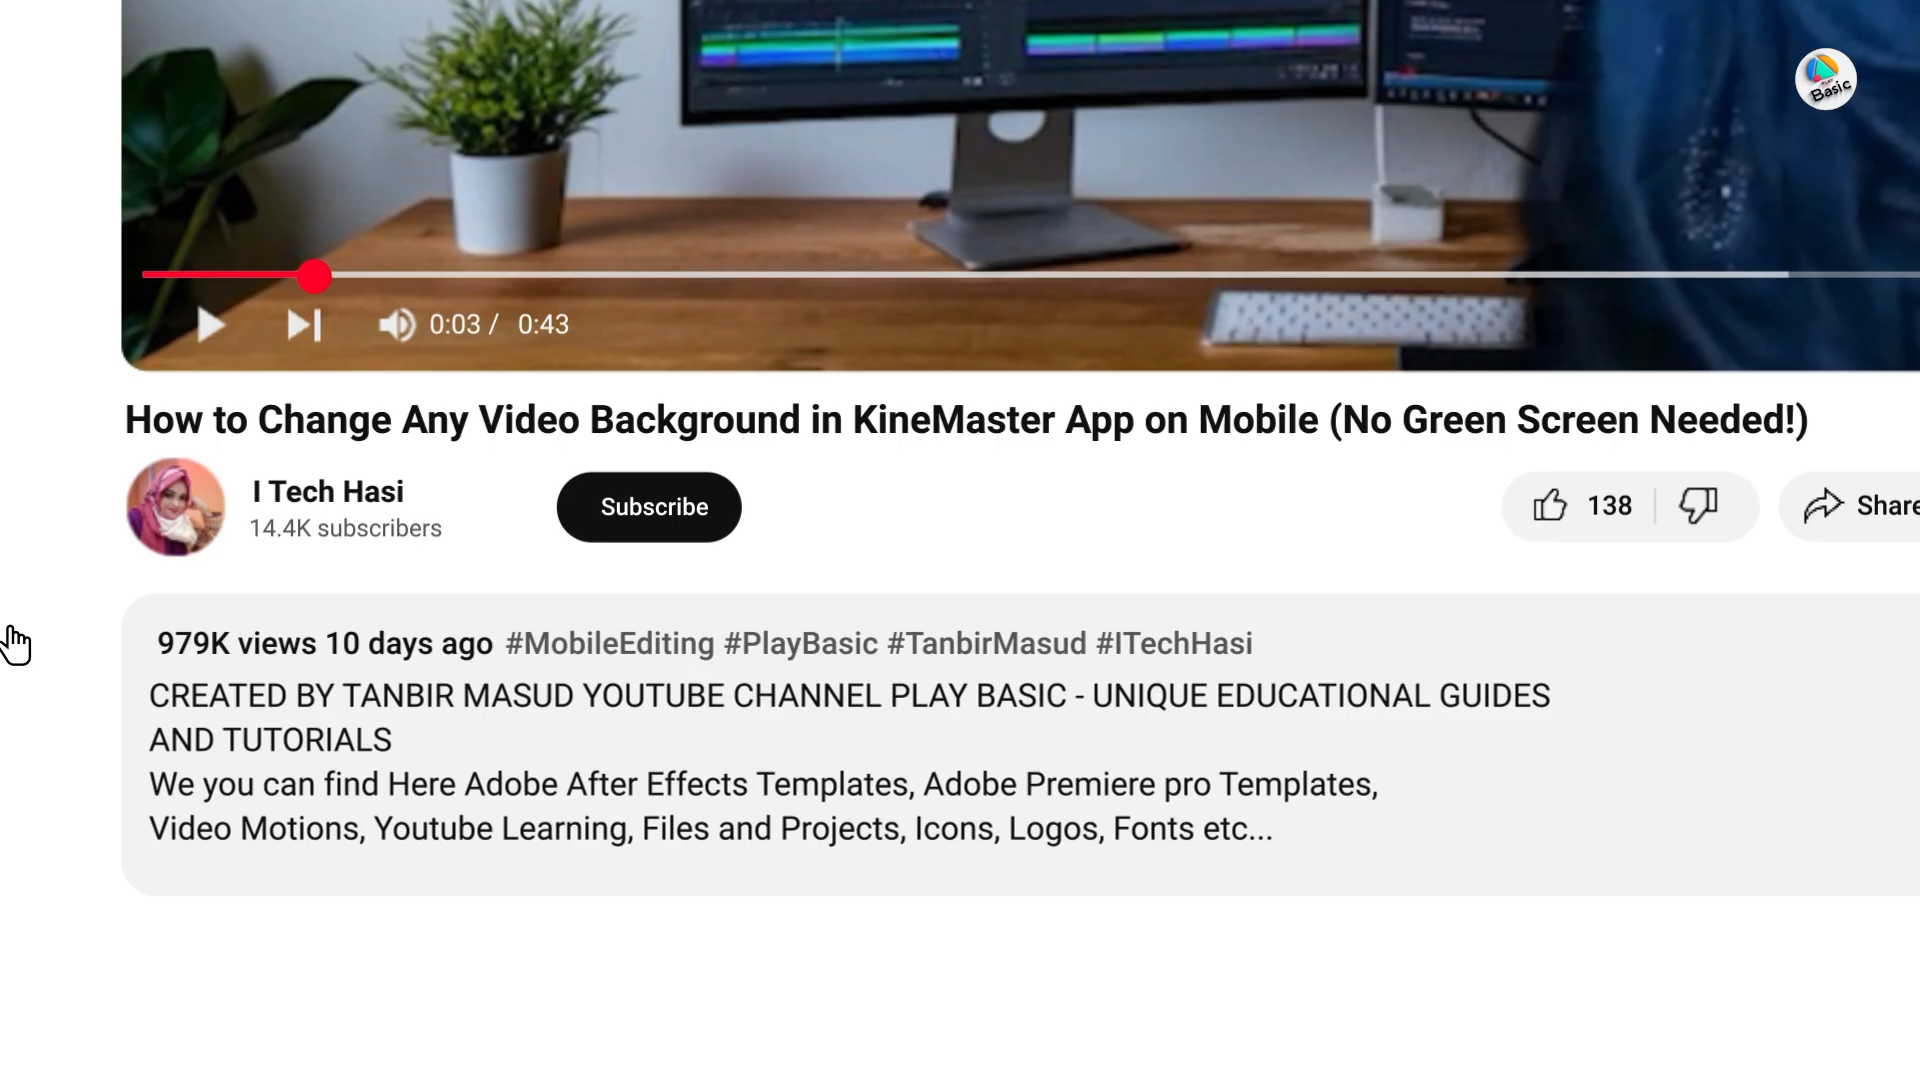 Basic
0:03 / 0:43
How to Change Any Video Background in KineMaster App on Mobile (No Green Screen Needed!)
I Tech Hasi
14.4K subscribers
Subscribe
138
Share
979K views 10 days ago #MobileEditing #PlayBasic #TanbirMasud #ITechHasi
CREATED BY TANBIR MASUD YOUTUBE CHANNEL PLAY BASIC - UNIQUE EDUCATIONAL GUIDES
AND TUTORIALS
We you can find Here Adobe After Effects Templates, Adobe Premiere pro Templates,
Video Motions, Youtube Learning, Files and Projects, Icons, Logos, Fonts etc...